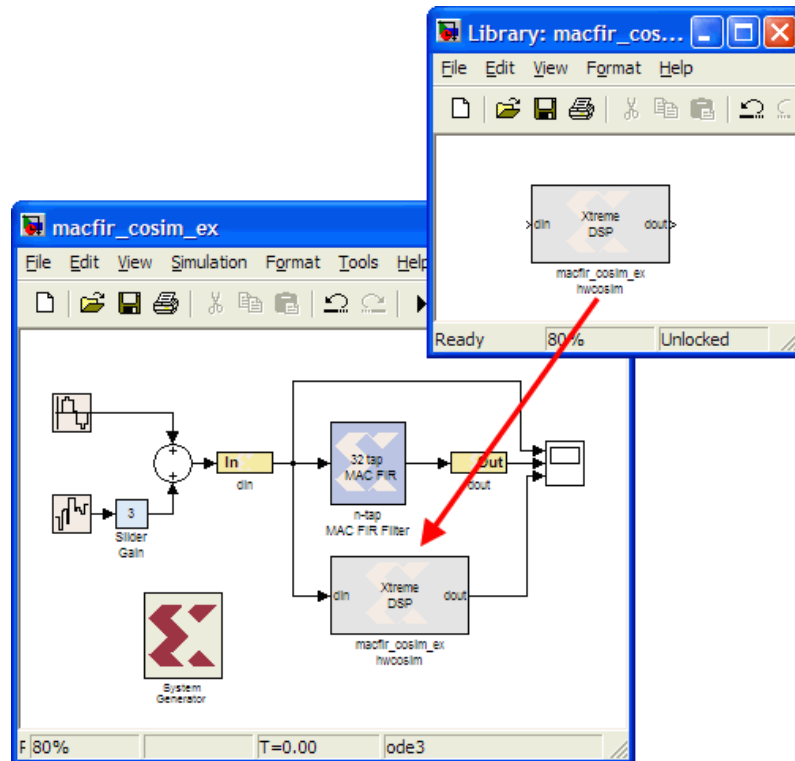 Library: macfir_cos...
File Edit View Format Help
din Xtreme DSP dout
macfir_cosim_ex
hwcosim
Ready 80% Unlocked
macfir_cosim_ex
File Edit View Simulation Format Tools Help
In
din
32 tap
MAC FIR
n-tap
MAC FIR Filter
Out
dout
3
Slider
Gain
din Xtreme DSP dout
macfir_cosim_ex
hwcosim
System
Generator
F 80% T=0.00 ode3